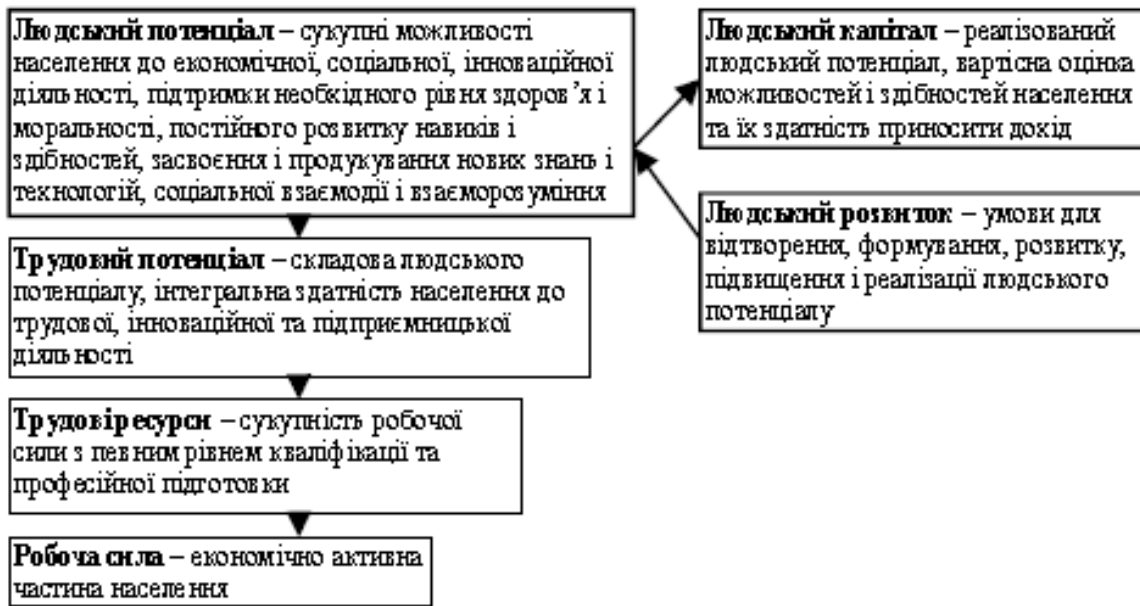 Людський потенціал – сукупні можливості
населення до економічної, соціальної, інноваційної
діяльності, підтримки необхідного рівня здоров’я і
моральності, постійного розвитку навиків і
здібностей, засвоєння і продукування нових знань і
технологій, соціальної взаємодії і взаєморозуміння
Трудовий потенціал – складова людського
потенціалу, інтегральна здатність населення до
трудової, інноваційної та підприємницької
діяльності
Трудові ресурси – сукупність робочої
сили з певним рівнем кваліфікації та
професійної підготовки
Робоча сила – економічно активна
частина населення
Людський капітал – реалізований
людський потенціал, вартісна оцінка
можливостей і здібностей населення
та їх здатність приносити дохід
Людський розвиток – умови для
відтворення, формування, розвитку,
підвищення і реалізації людського
потенціалу